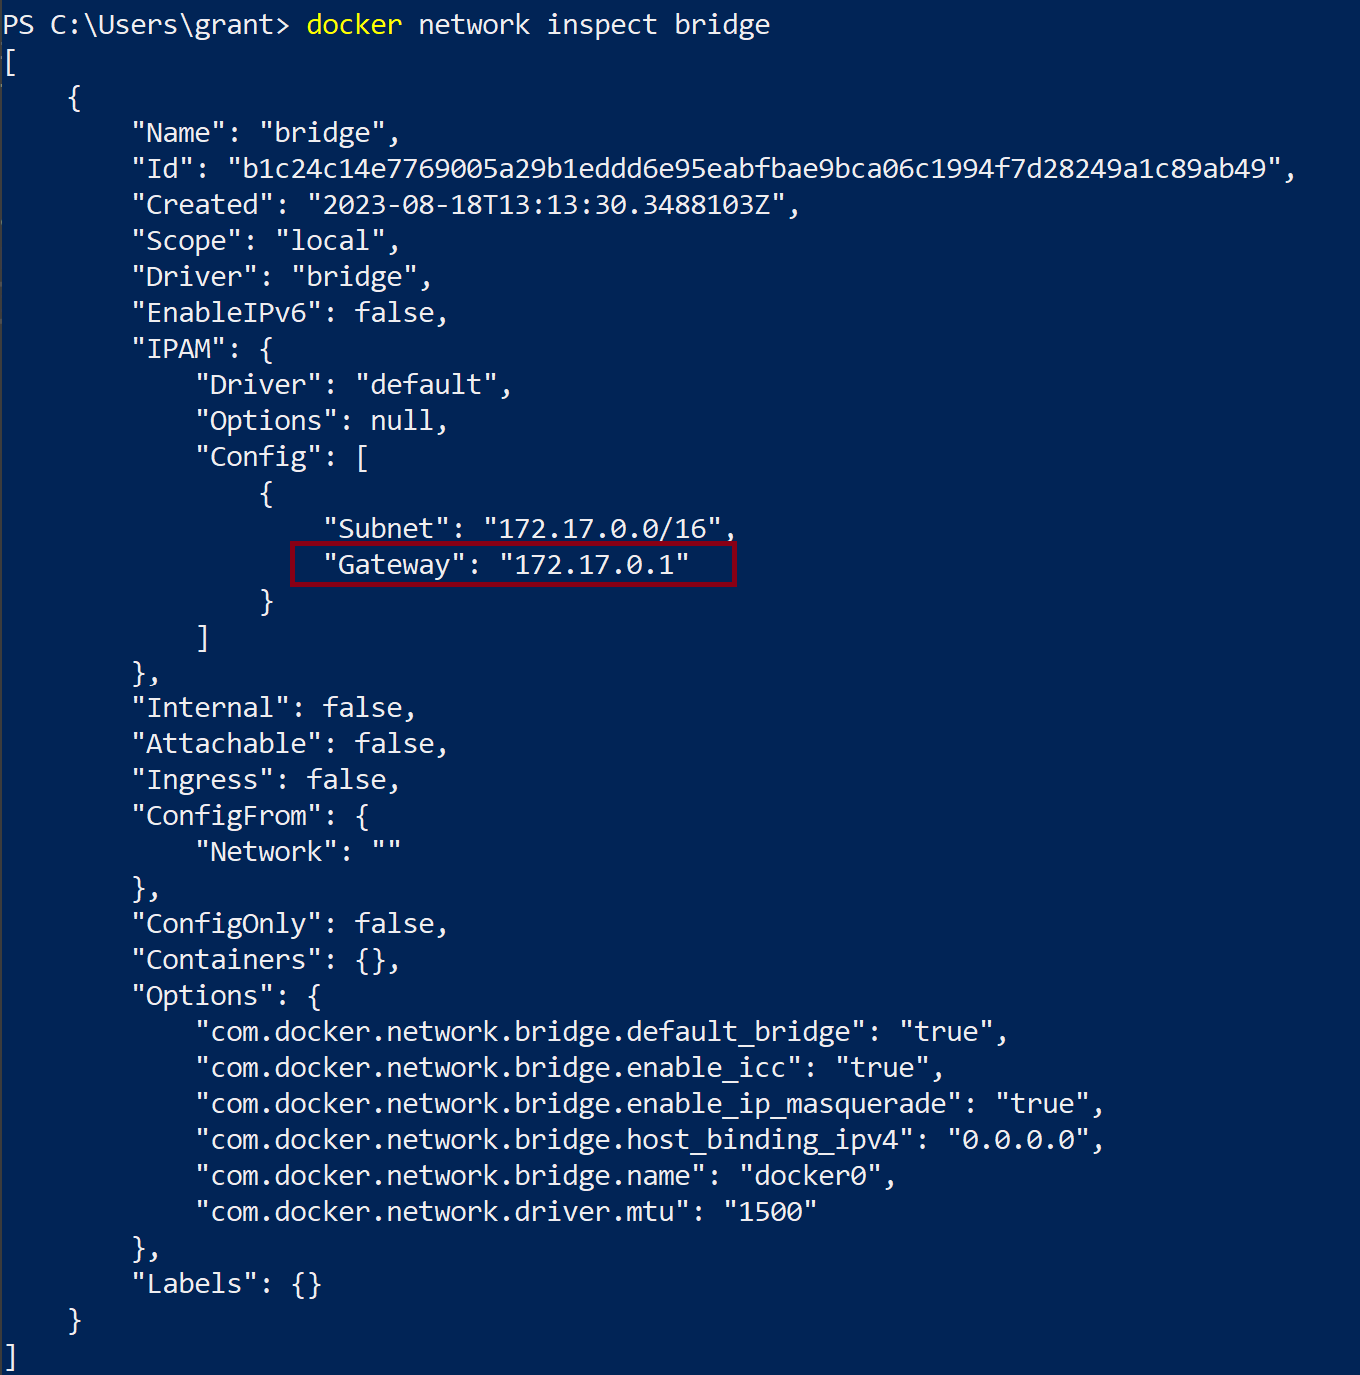 PS C:\Users\grant> docker network inspect bridge
[
    {
        "Name": "bridge",
        "Id": "b1c24c14e7769005a29b1eddd6e95eabfbae9bca06c1994f7d28249a1c89ab49",
        "Created": "2023-08-18T13:13:30.3488103Z",
        "Scope": "local",
        "Driver": "bridge",
        "EnableIPv6": false,
        "IPAM": {
            "Driver": "default",
            "Options": null,
            "Config": [
                {
                    "Subnet": "172.17.0.0/16",
                    "Gateway": "172.17.0.1"
                }
            ]
        },
        "Internal": false,
        "Attachable": false,
        "Ingress": false,
        "ConfigFrom": {
            "Network": ""
        },
        "ConfigOnly": false,
        "Containers": {},
        "Options": {
            "com.docker.network.bridge.default_bridge": "true",
            "com.docker.network.bridge.enable_icc": "true",
            "com.docker.network.bridge.enable_ip_masquerade": "true",
            "com.docker.network.bridge.host_binding_ipv4": "0.0.0.0",
            "com.docker.network.bridge.name": "docker0",
            "com.docker.network.driver.mtu": "1500"
        },
        "Labels": {}
    }
]